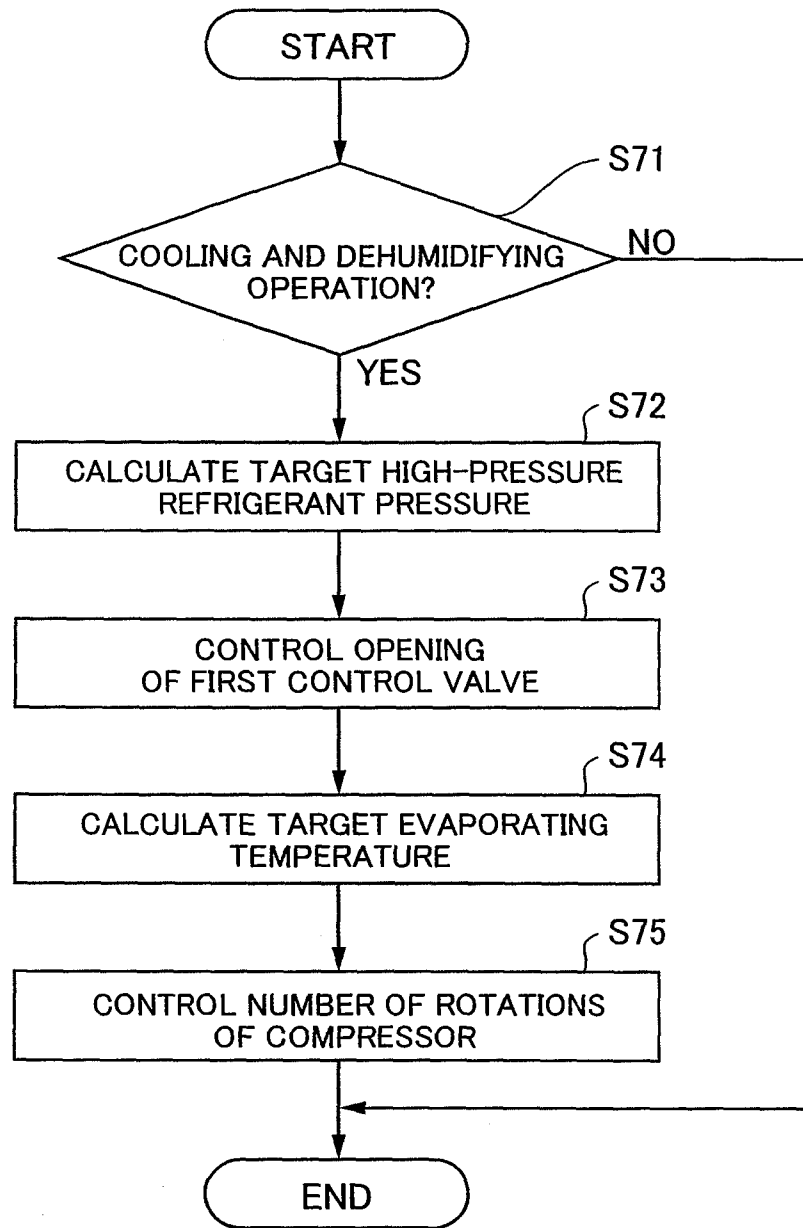 START
S71
COOLING AND DEHUMIDIFYING
OPERATION?
NO
YES
S72
CALCULATE TARGET HIGH-PRESSURE
REFRIGERANT PRESSURE
S73
CONTROL OPENING
OF FIRST CONTROL VALVE
S74
CALCULATE TARGET EVAPORATING
TEMPERATURE
S75
CONTROL NUMBER OF ROTATIONS
OF COMPRESSOR
END